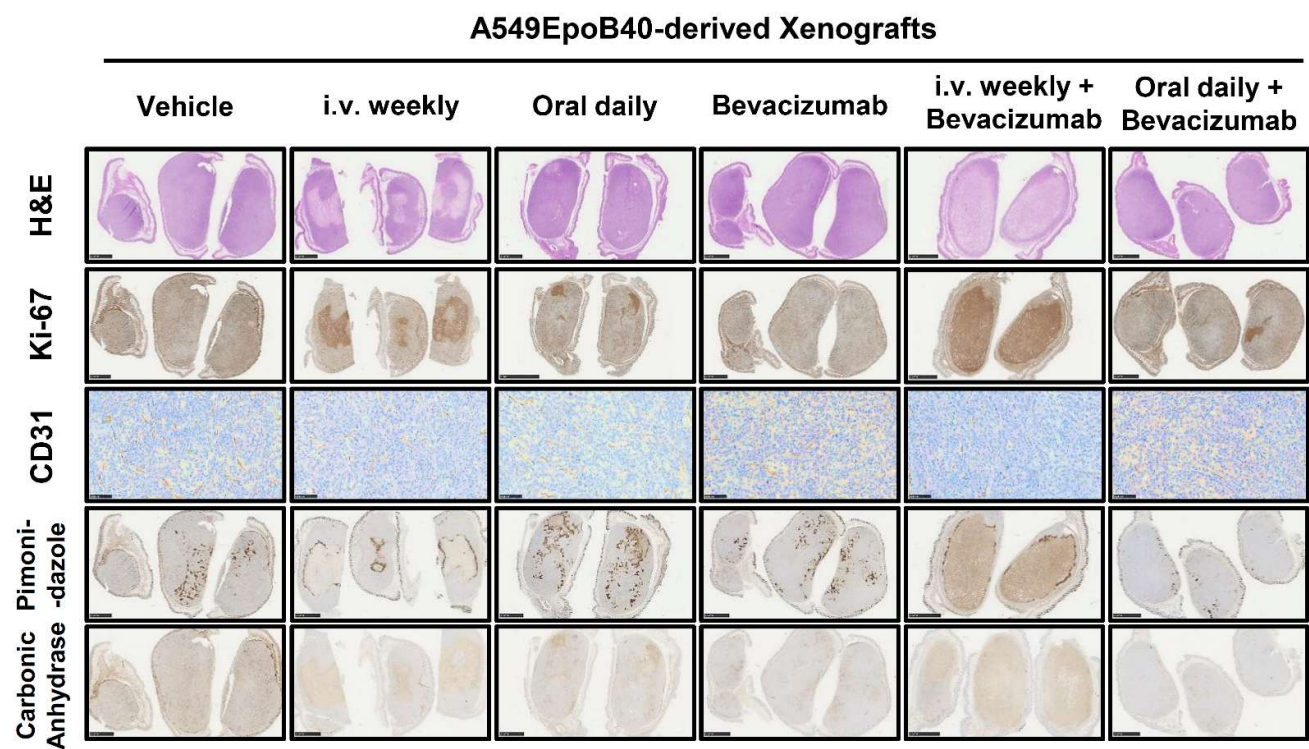 A549EpoB40-derived Xenografts
Vehicle
i.v. weekly
Oral daily
Bevacizumab
i.v. weekly +
Bevacizumab
Oral daily +
Bevacizumab
H&E
Ki-67
CD31
Pimoni-
-dazole
Carbonic
Anhydrase